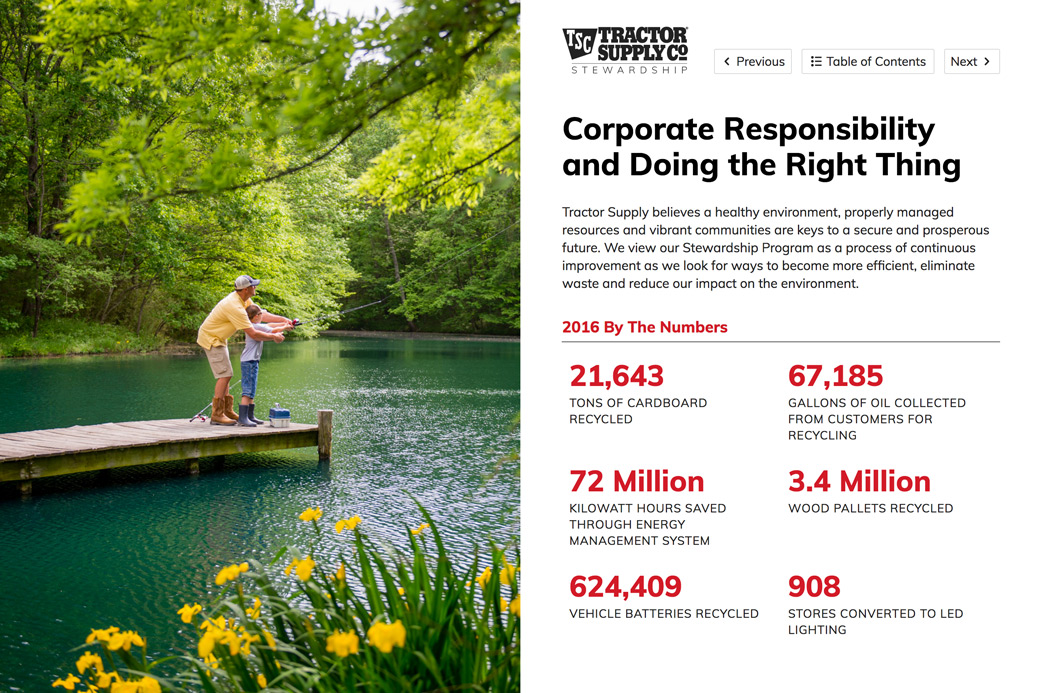 TSC TRACTOR
SUPPLY CO
STEWARDSHIP
Previous
Table of Contents
Next
Corporate Responsibility
and Doing the Right Thing
Tractor Supply believes a healthy environment, properly managed
resources and vibrant communities are keys to a secure and prosperous
future. We view our Stewardship Program as a process of continuous
improvement as we look for ways to become more efficient, eliminate
waste and reduce our impact on the environment.
2016 By The Numbers
21,643
TONS OF CARDBOARD
RECYCLED
67,185
GALLONS OF OIL COLLECTED
FROM CUSTOMERS FOR
RECYCLING
72 Million
KILOWATT HOURS SAVED
THROUGH ENERGY
MANAGEMENT SYSTEM
3.4 Million
WOOD PALLETS RECYCLED
624,409
VEHICLE BATTERIES RECYCLED
908
STORES CONVERTED TO LED
LIGHTING